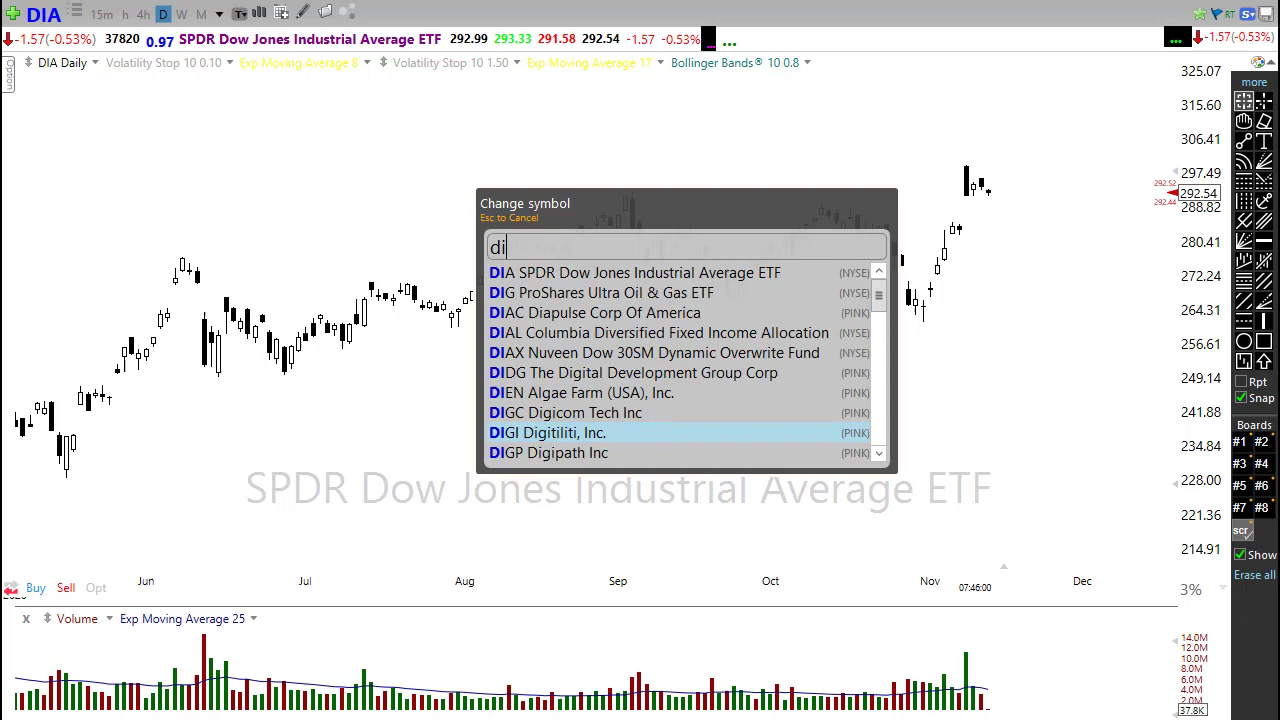 DIA 15m h 4h D W M T RT S
-1.57(-0.53%) 37820 0.97 SPDR Dow Jones Industrial Average ETF 292.99 293.33 291.58 292.54 -1.57 -0.53% ... ... ... -1.57(-0.53%)
Option
DIA Daily Volatility Stop 10 0.10 Exp Moving Average 8 Volatility Stop 10 1.50 Exp Moving Average 17 Bollinger Bands® 10 0.8
325.07
315.60
306.41
297.49
292.52
292.54
292.44
288.82
280.41
272.24
264.31
256.61
249.14
241.88
234.84
228.00
221.36
214.91
3%
Change symbol
Esc to Cancel
di
DIA SPDR Dow Jones Industrial Average ETF (NYSE)
DIG ProShares Ultra Oil & Gas ETF (NYSE)
DIAC Diapulse Corp Of America (PINK)
DIAL Columbia Diversified Fixed Income Allocation (NYSE)
DIAX Nuveen Dow 30SM Dynamic Overwrite Fund (NYSE)
DIDG The Digital Development Group Corp (PINK)
DIEN Algae Farm (USA), Inc. (PINK)
DIGC Digicom Tech Inc (PINK)
DIGI Digitiliti, Inc. (PINK)
DIGP Digipath Inc (PINK)
SPDR Dow Jones Industrial Average ETF
more
T
Rpt
Snap
Boards
#1 #2
#3 #4
#5 #6
#7 #8
scr
Show
Erase all
Jun Jul Aug Sep Oct Nov Dec
07:46:00
Buy Sell Opt
X Volume Exp Moving Average 25
14.0M
12.0M
10.0M
8.0M
6.0M
4.0M
2.0M
37.8K